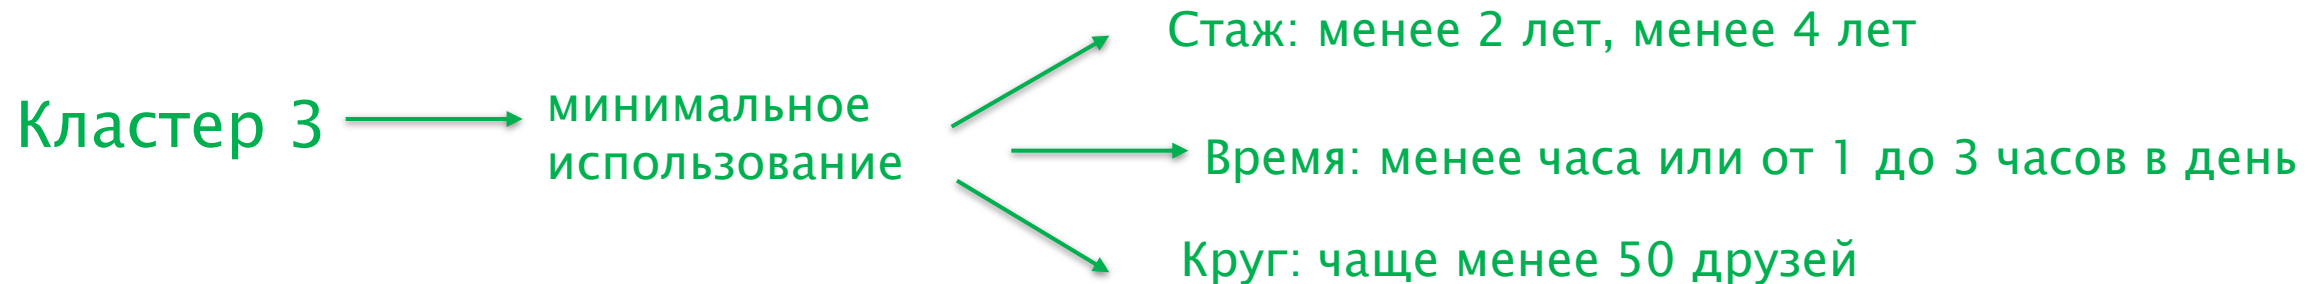 Кластер 3
минимальное
использование
Стаж: менее 2 лет, менее 4 лет
Время: менее часа или от 1 до 3 часов в день
Круг: чаще менее 50 друзей